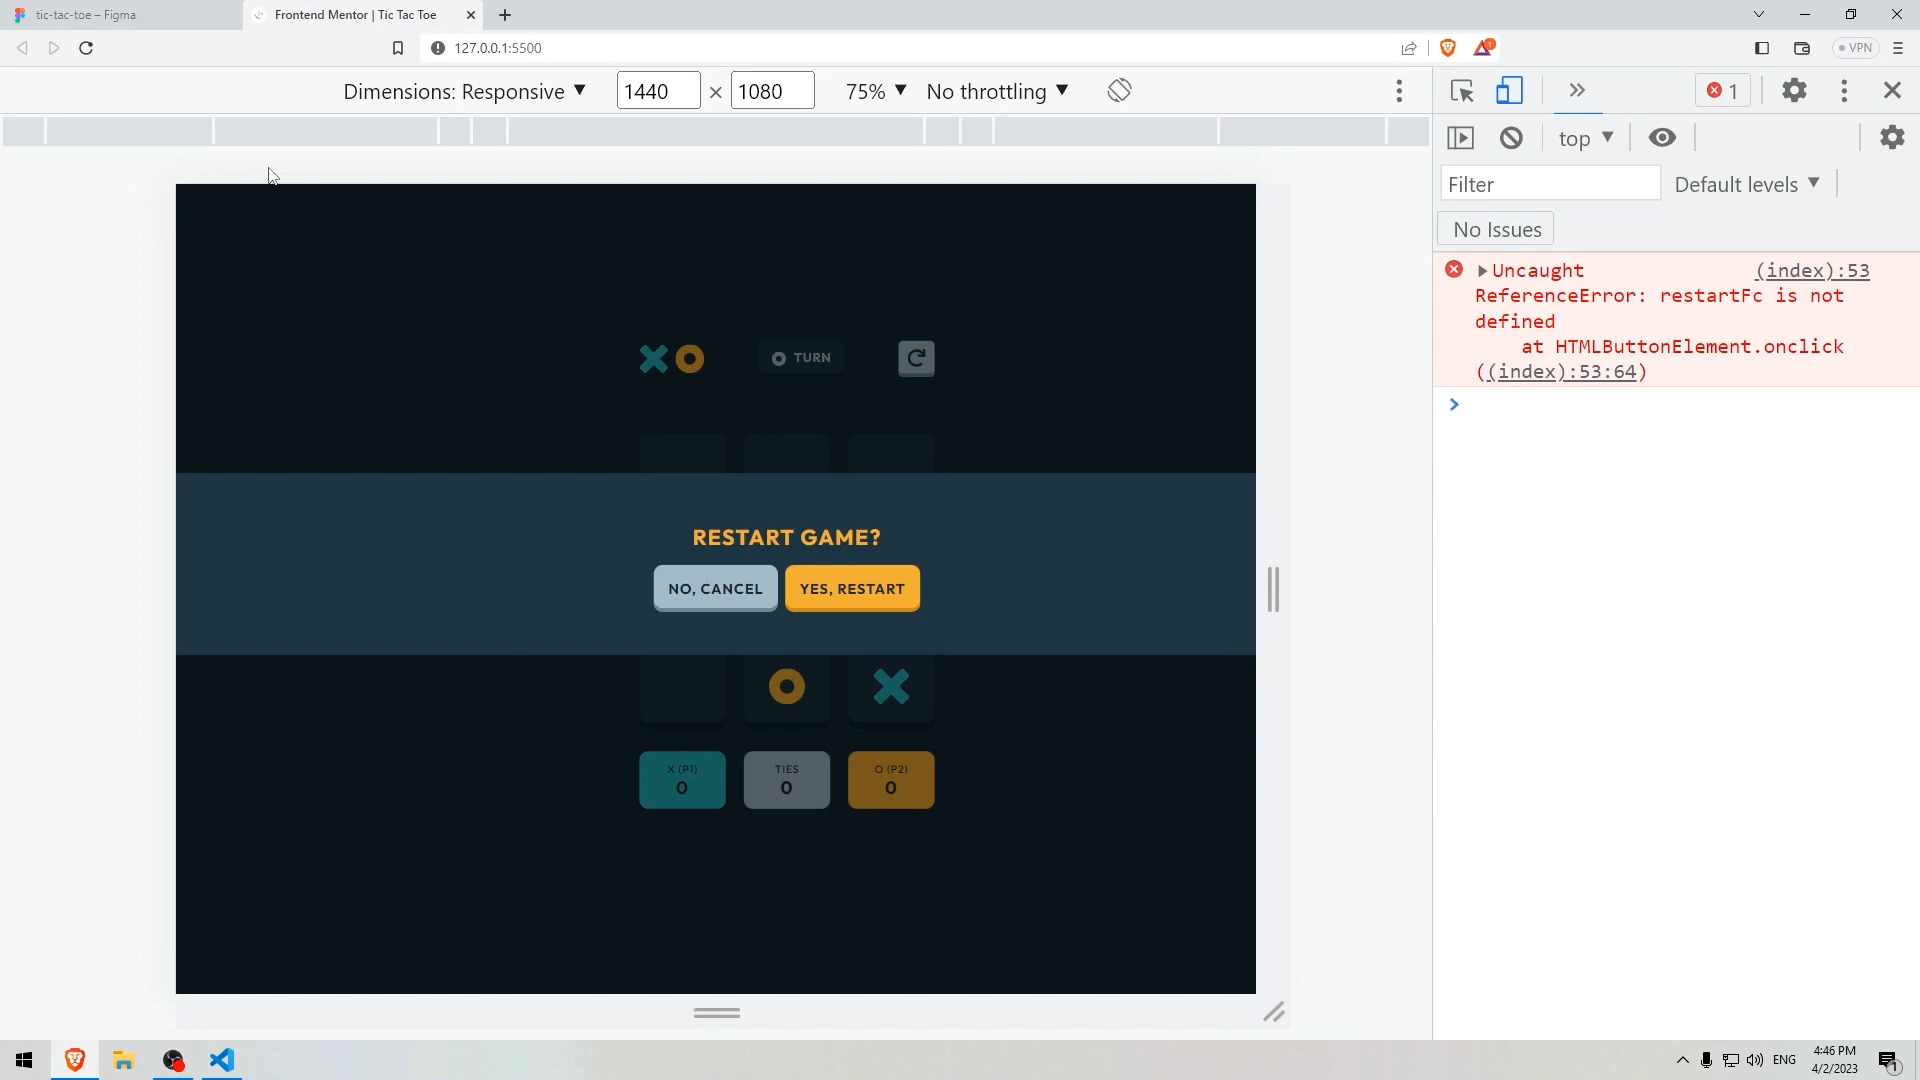 tic-tac-toe – Figma
Frontend Mentor | Tic Tac Toe
127.0.0.1:5500
VPN
Dimensions: Responsive
1440 × 1080
75%
No throttling
1
top
Filter
Default levels
No Issues
Uncaught (index):53
ReferenceError: restartFc is not
defined
at HTMLButtonElement.onclick
((index):53:64)
TURN
RESTART GAME?
NO, CANCEL
YES, RESTART
X (P1)
0
TIES
0
O (P2)
0
ENG
4:46 PM
4/2/2023
1